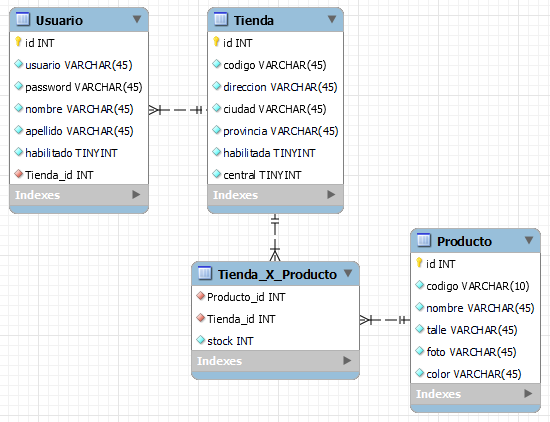 Usuario
id INT
usuario VARCHAR(45)
password VARCHAR(45)
nombre VARCHAR(45)
apellido VARCHAR(45)
habilitado TINYINT
Tienda_id INT
Indexes
Tienda
id INT
codigo VARCHAR(45)
direccion VARCHAR(45)
ciudad VARCHAR(45)
provincia VARCHAR(45)
habilitada TINYINT
central TINYINT
Indexes
Tienda_X_Producto
Producto_id INT
Tienda_id INT
stock INT
Producto
id INT
codigo VARCHAR(10)
nombre VARCHAR(45)
talle VARCHAR(45)
foto VARCHAR(45)
color VARCHAR(45)
Indexes